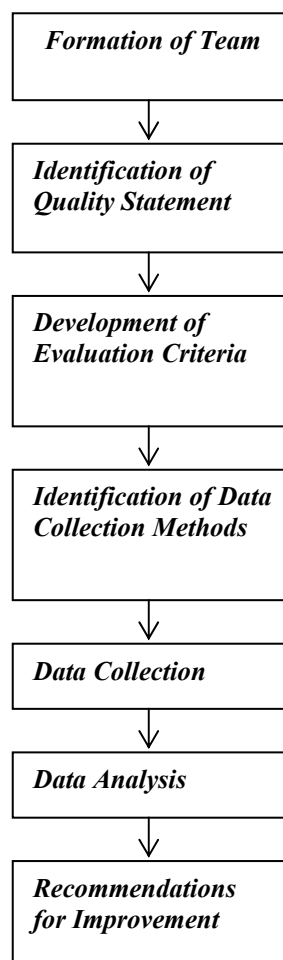 Formation of Team
Identification of
Quality Statement
Development of
Evaluation Criteria
Identification of Data
Collection Methods
Data Collection
Data Analysis
Recommendations
for Improvement